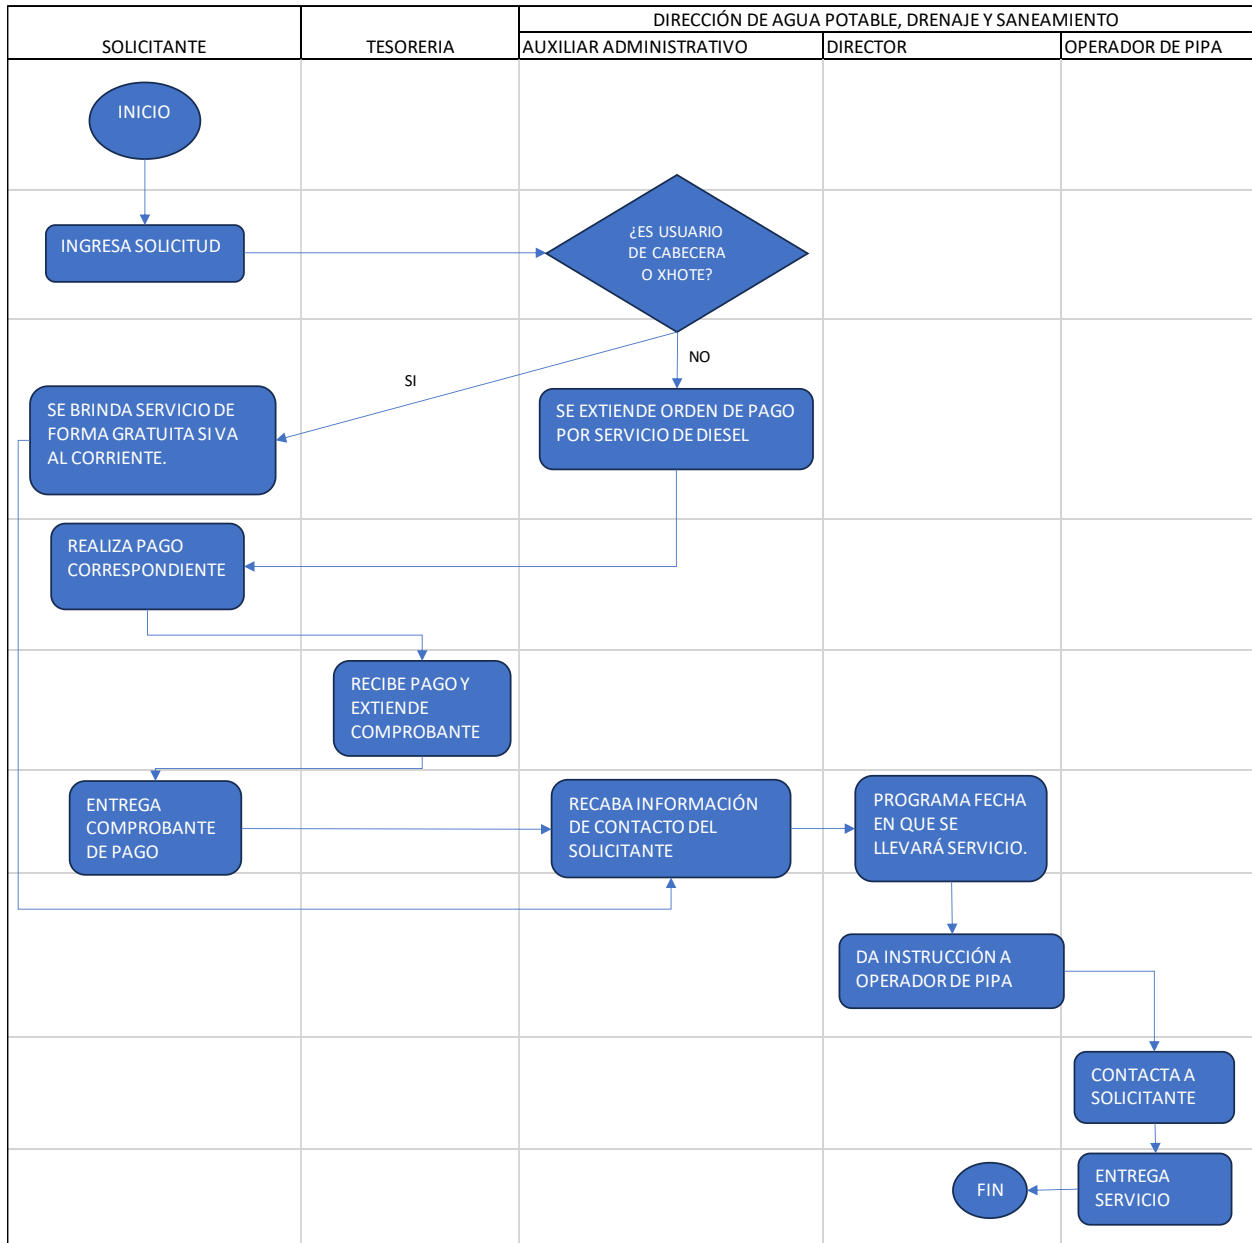 DIRECCIÓN DE AGUA POTABLE, DRENAJE Y SANEAMIENTO
SOLICITANTE
TESORERIA
AUXILIAR ADMINISTRATIVO
DIRECTOR
OPERADOR DE PIPA
INICIO
INGRESA SOLICITUD
¿ES USUARIO
DE CABECERA
O XHOTE?
SI
NO
SE BRINDA SERVICIO DE
FORMA GRATUITA SI VA
AL CORRIENTE.
SE EXTIENDE ORDEN DE PAGO
POR SERVICIO DE DIESEL
REALIZA PAGO
CORRESPONDIENTE
RECIBE PAGO Y
EXTIENDE
COMPROBANTE
ENTREGA
COMPROBANTE
DE PAGO
RECABA INFORMACIÓN
DE CONTACTO DEL
SOLICITANTE
PROGRAMA FECHA
EN QUE SE
LLEVARÁ SERVICIO.
DA INSTRUCCIÓN A
OPERADOR DE PIPA
CONTACTA A
SOLICITANTE
ENTREGA
SERVICIO
FIN